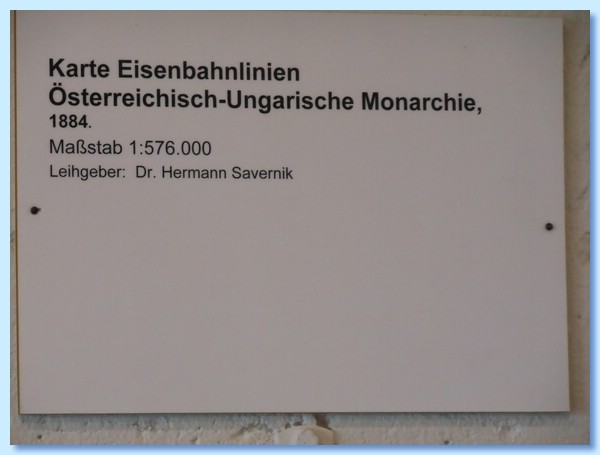 Karte Eisenbahnlinien
Österreichisch-Ungarische Monarchie,
1884.
Maßstab 1:576.000
Leihgeber: Dr. Hermann Savernik